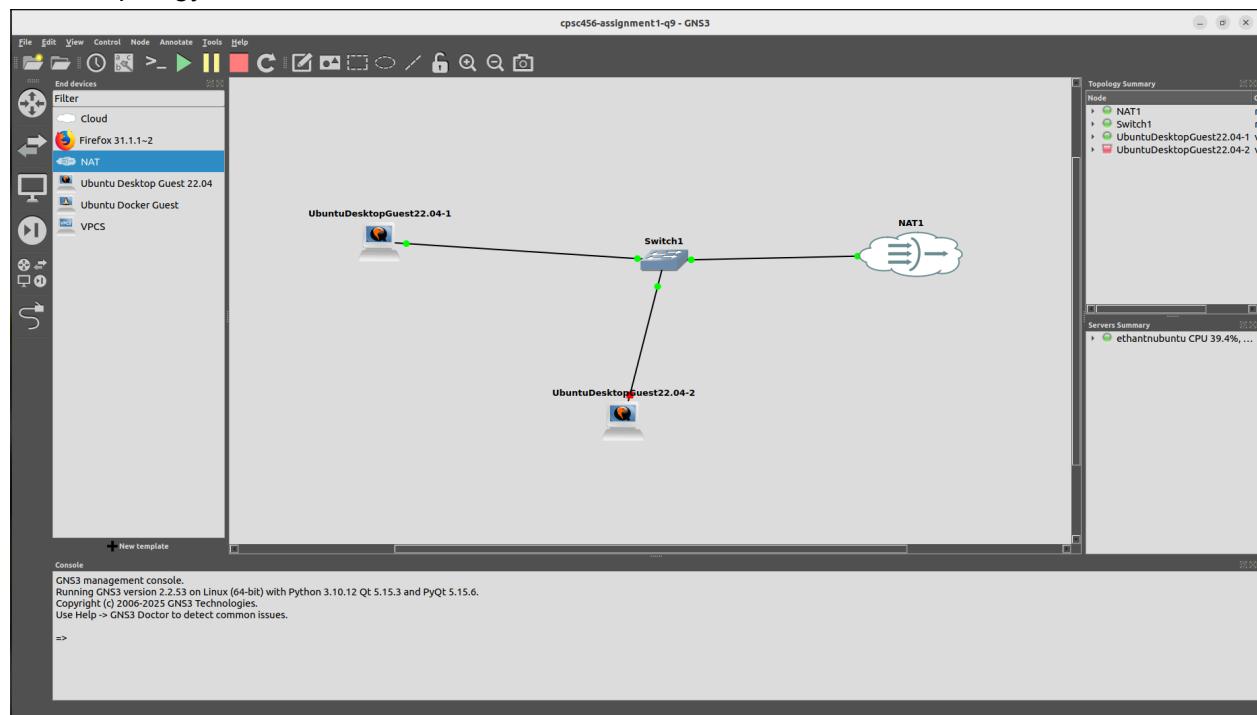 cpsc456-assignment1-q9 - GNS3
File Edit View Control Node Annotate Tools Help
End devices
Filter
Cloud
Firefox 31.1.1~2
NAT
Ubuntu Desktop Guest 22.04
Ubuntu Docker Guest
VPCS
New template
UbuntuDesktopGuest22.04-1
Switch1
NAT1
UbuntuDesktopGuest22.04-2
Topology Summary
Node
NAT1
Switch1
UbuntuDesktopGuest22.04-1
UbuntuDesktopGuest22.04-2
Servers Summary
ethantnubuntu CPU 39.4%, ...
Console
GNS3 management console.
Running GNS3 version 2.2.53 on Linux (64-bit) with Python 3.10.12 Qt 5.15.3 and PyQt 5.15.6.
Copyright (c) 2006-2025 GNS3 Technologies.
Use Help -> GNS3 Doctor to detect common issues.
=>